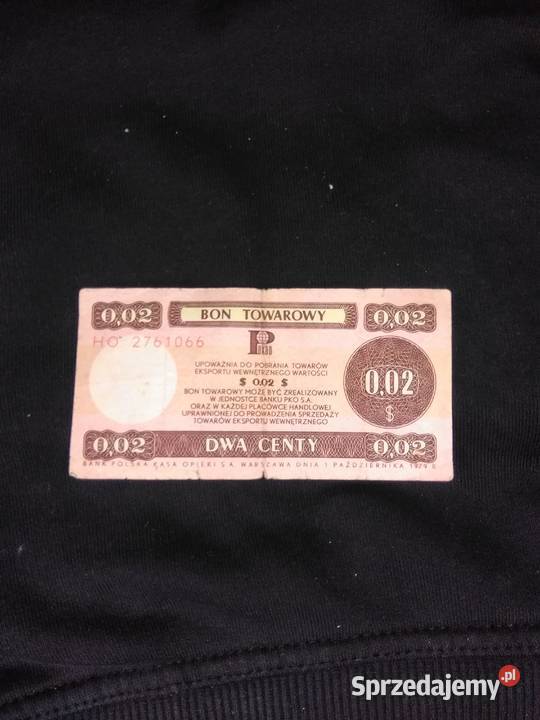 0,02 BON TOWAROWY 0,02
HO 2761066
UPOWAŻNIA DO POBRANIA TOWARÓW
EKSPORTU WEWNĘTRZNEGO WARTOŚCI
$ 0,02 $
BON TOWAROWY MOŻE BYĆ ZREALIZOWANY
W JEDNOSTCE BANKU PKO S.A.
ORAZ W KAŻDEJ PLACÓWCE HANDLOWEJ
UPRAWNIONEJ DO PROWADZENIA SPRZEDAŻY
TOWARÓW EKSPORTU WEWNĘTRZNEGO
0,02
$
0,02 DWA CENTY 0,02
BANK POLSKA KASA OPIEKI S.A. WARSZAWA DNIA 1 PAŹDZIERNIKA 1979 R
Sprzedajemy.pl